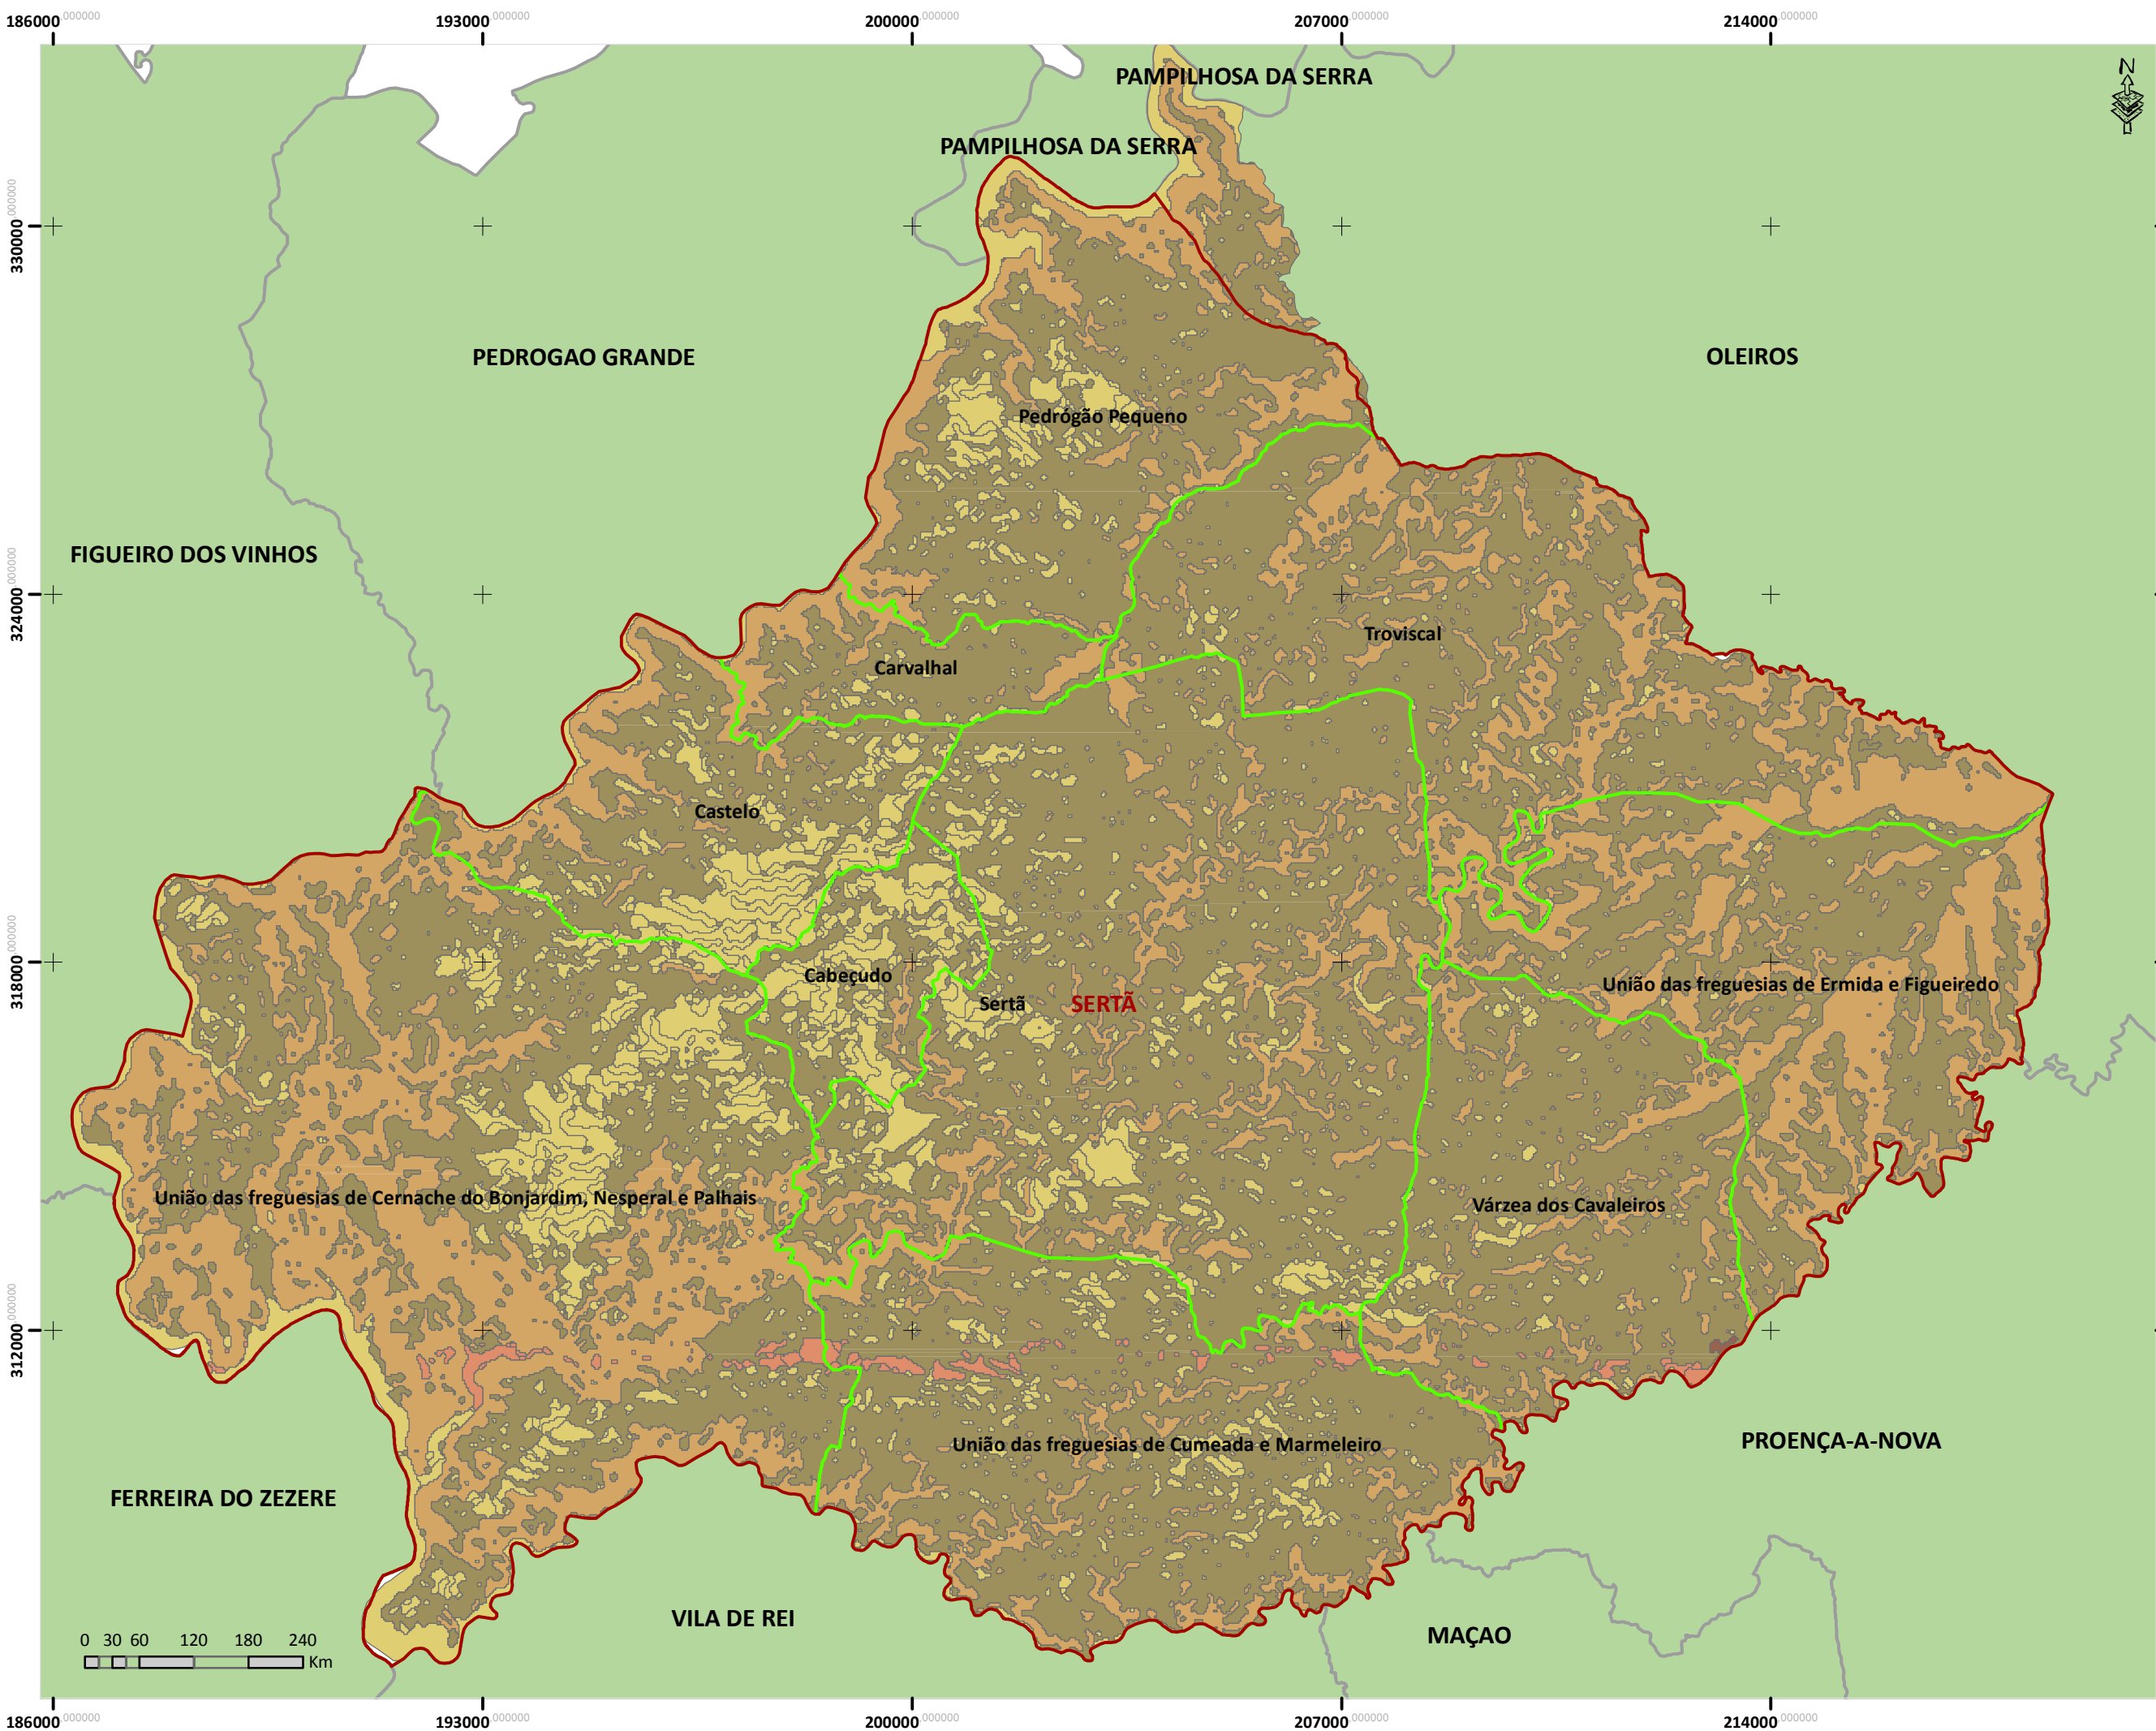 186000.000000 193000.000000 200000.000000 207000.000000 214000.000000
N
PAMPILHOSA DA SERRA
PAMPILHOSA DA SERRA
330000.000000
PEDROGAO GRANDE
OLEIROS
Pedrógão Pequeno
FIGUEIRO DOS VINHOS
324000.000000
Troviscal
Carvalhal
Castelo
318000.000000
Cabeçudo
União das freguesias de Ermida e Figueiredo
Sertã
SERTÃ
União das freguesias de Cernache do Bonjardim, Nesperal e Palhais
Várzea dos Cavaleiros
312000.000000
União das freguesias de Cumeada e Marmeleiro
PROENÇA-A-NOVA
FERREIRA DO ZEZERE
VILA DE REI
MAÇAO
0 30 60 120 180 240
Km
186000.000000 193000.000000 200000.000000 207000.000000 214000.000000